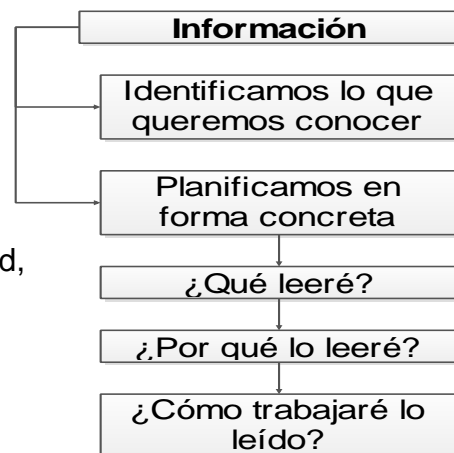 Información
Identificamos lo que
queremos conocer
Planificamos en
forma concreta
d,
¿Qué leeré?
¿Por qué lo leeré?
¿Cómo trabajaré lo
leído?